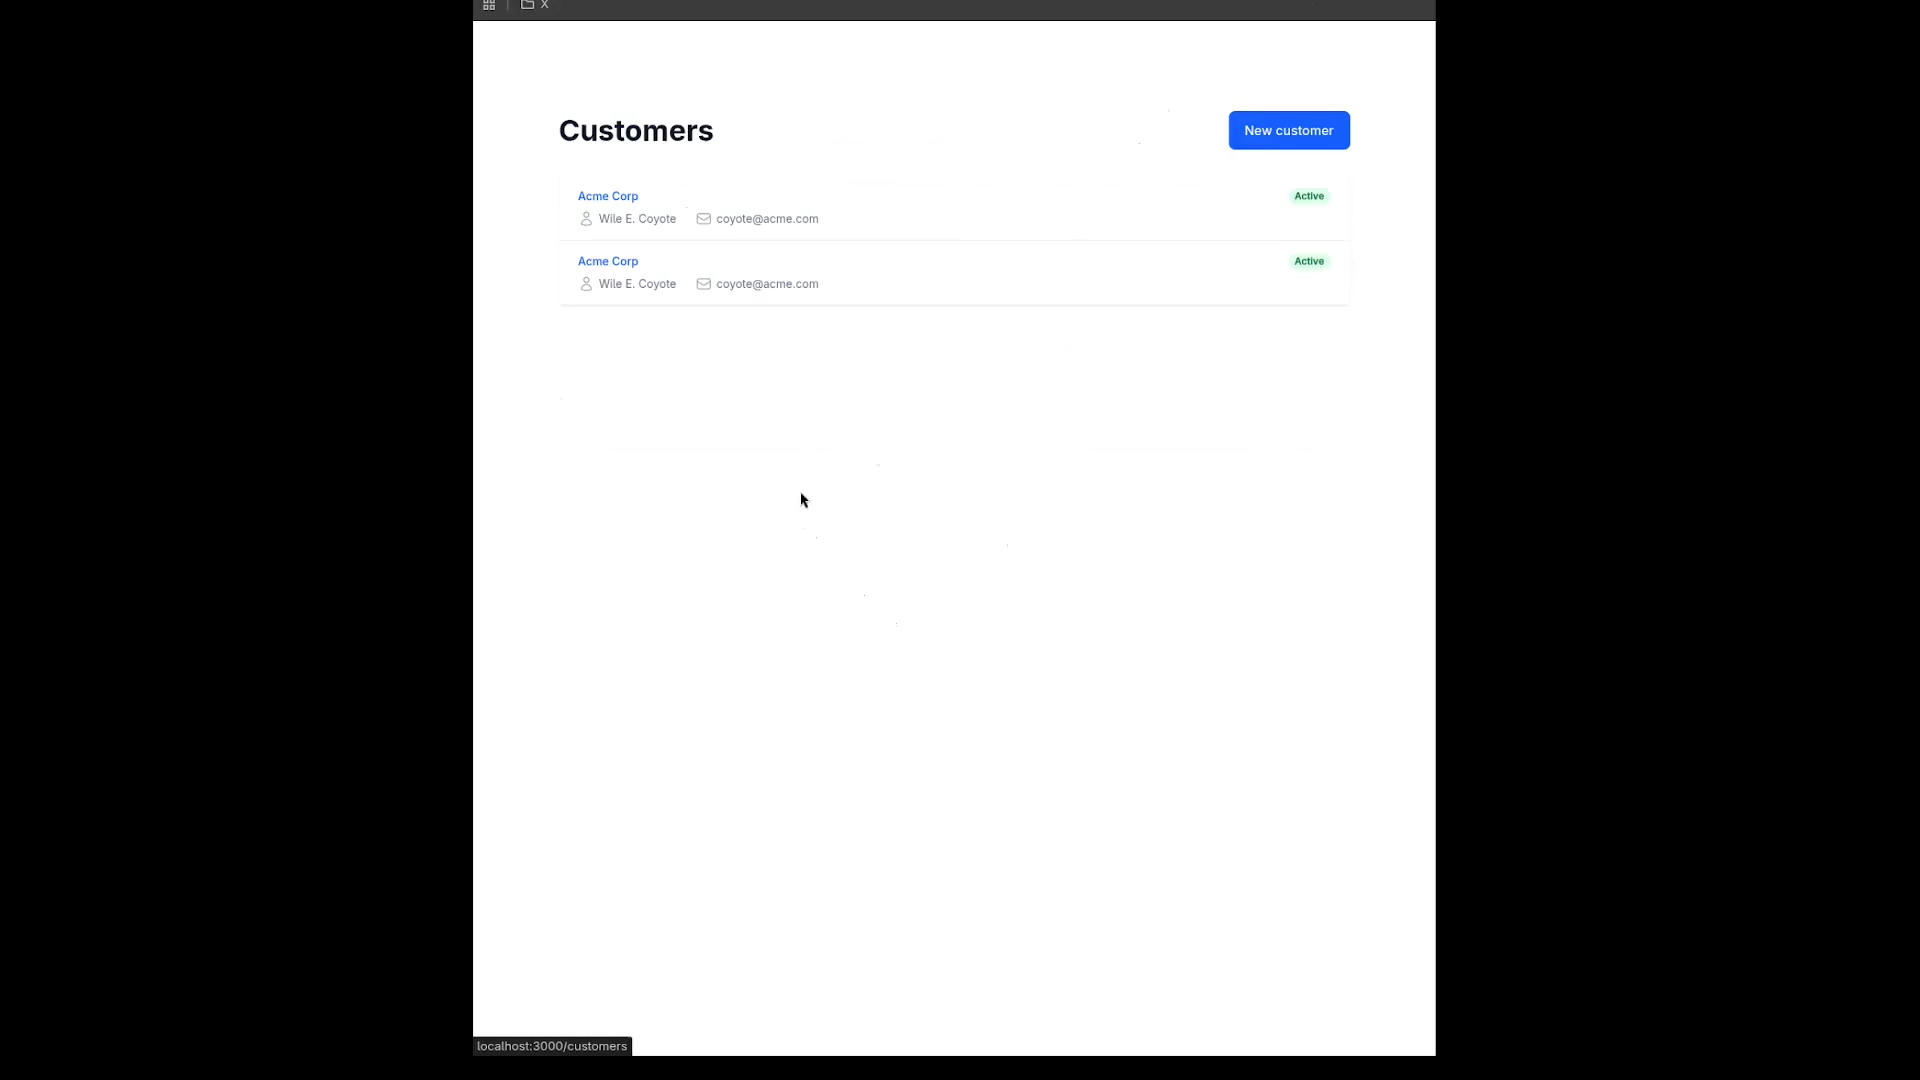 X
Customers
New customer
Acme Corp
Active
Wile E. Coyote coyote@acme.com
Acme Corp
Active
Wile E. Coyote coyote@acme.com
localhost:3000/customers